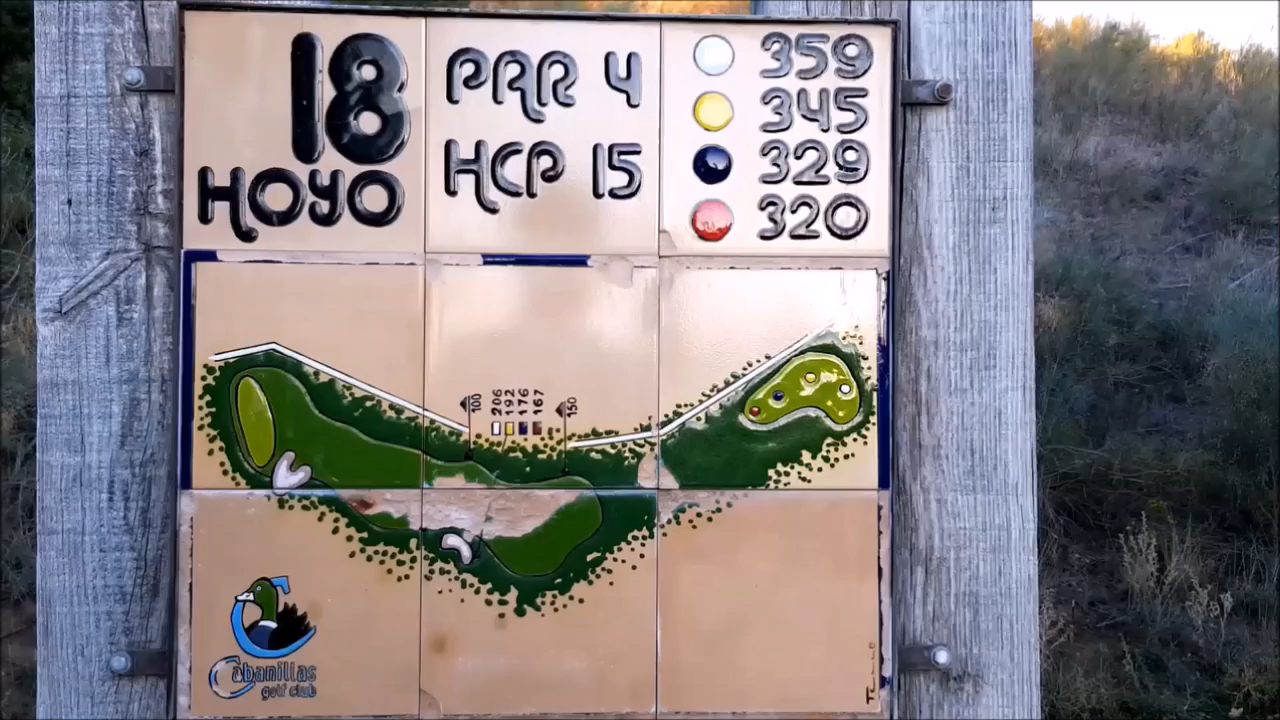 18
HOYO
PAR 4
HCP 15
359
345
329
320
100
206
192
176
167
150
Cabanillas
golf club